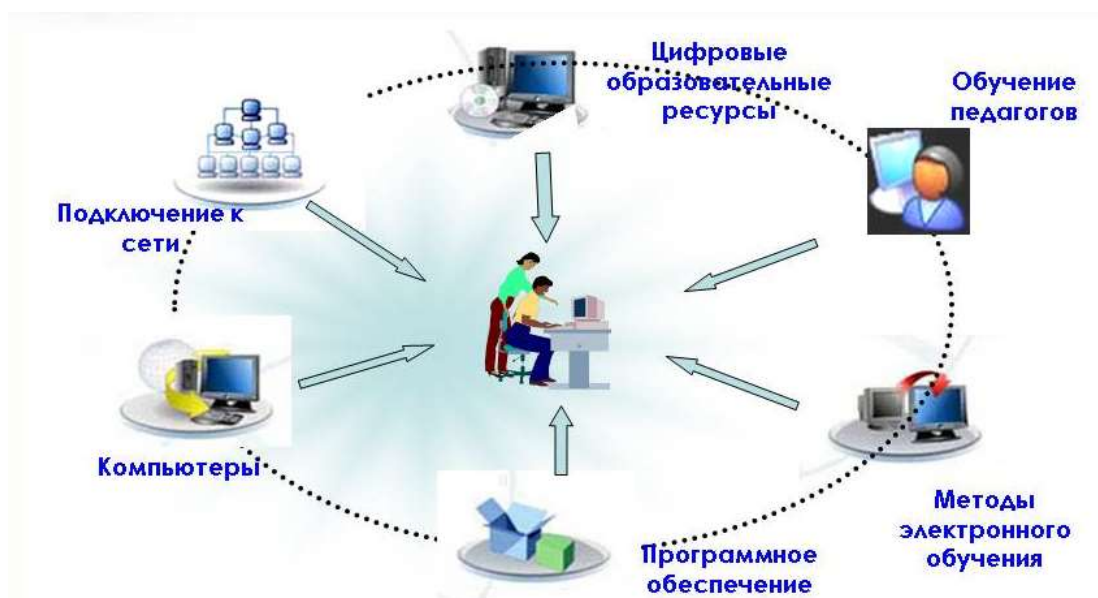 Цифровые
образовательные
ресурсы
Обучение
педагогов
Подключение к
сети
Компьютеры
Методы
электронного
обучения
Программное
обеспечение